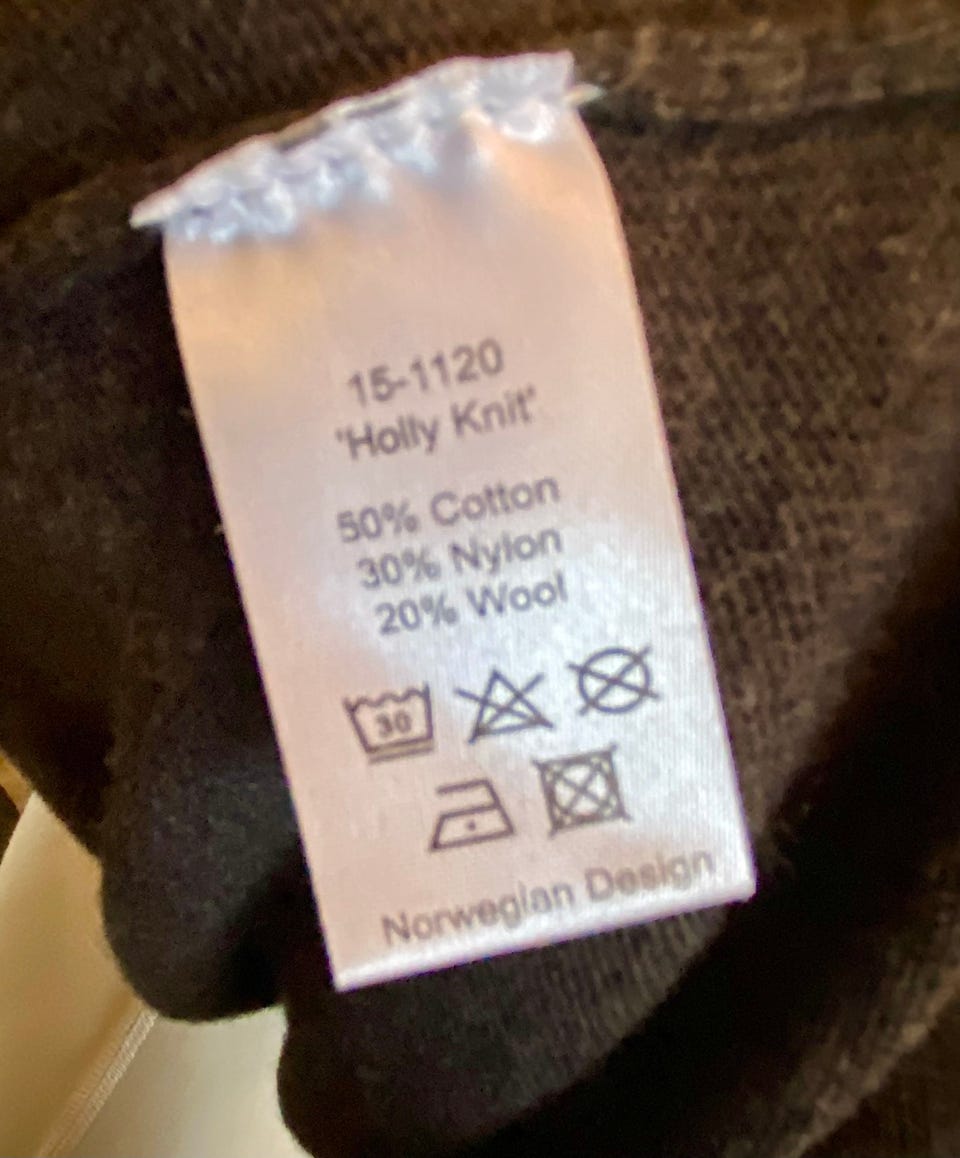 15-1120
'Holly Knit'
50% Cotton
30% Nylon
20% Wool
30
Norwegian Design